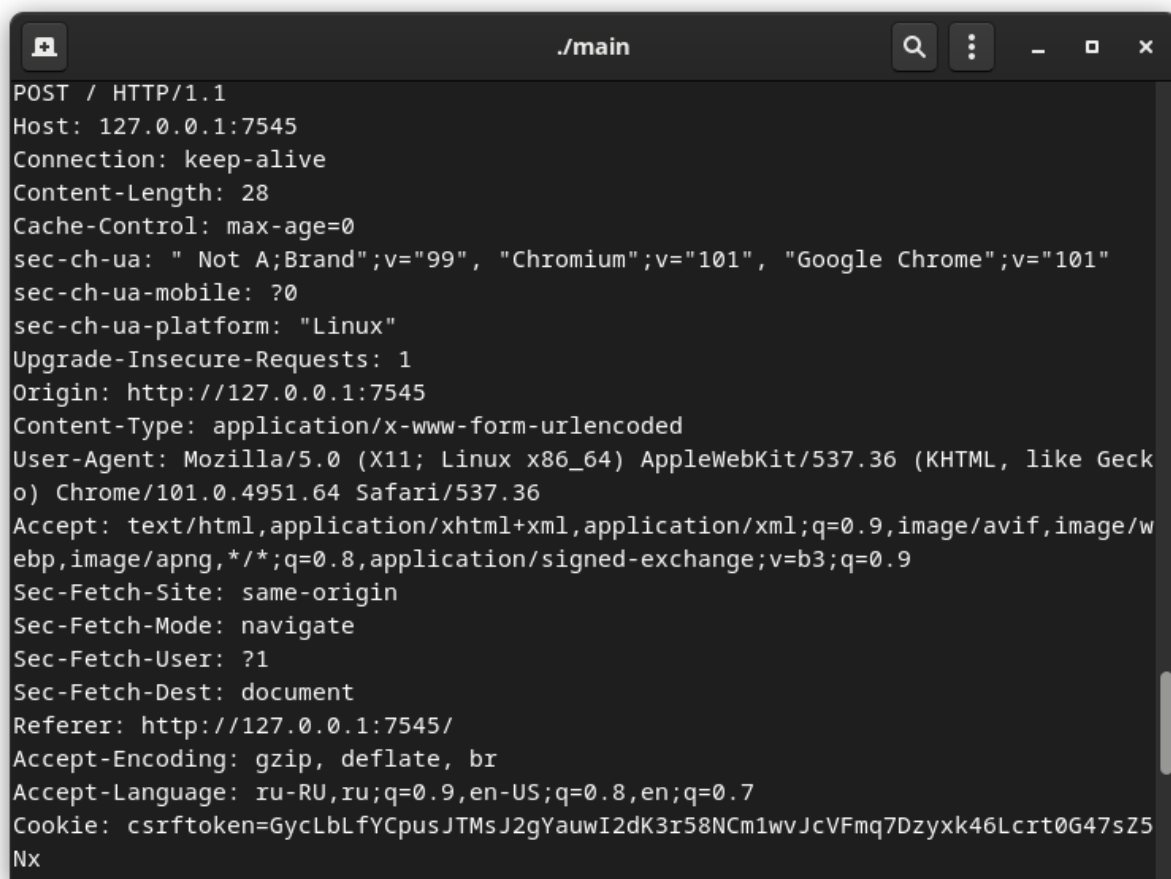 ./main
POST / HTTP/1.1
Host: 127.0.0.1:7545
Connection: keep-alive
Content-Length: 28
Cache-Control: max-age=0
sec-ch-ua: " Not A;Brand";v="99", "Chromium";v="101", "Google Chrome";v="101"
sec-ch-ua-mobile: ?0
sec-ch-ua-platform: "Linux"
Upgrade-Insecure-Requests: 1
Origin: http://127.0.0.1:7545
Content-Type: application/x-www-form-urlencoded
User-Agent: Mozilla/5.0 (X11; Linux x86_64) AppleWebKit/537.36 (KHTML, like Geck
o) Chrome/101.0.4951.64 Safari/537.36
Accept: text/html,application/xhtml+xml,application/xml;q=0.9,image/avif,image/w
ebp,image/apng,*/*;q=0.8,application/signed-exchange;v=b3;q=0.9
Sec-Fetch-Site: same-origin
Sec-Fetch-Mode: navigate
Sec-Fetch-User: ?1
Sec-Fetch-Dest: document
Referer: http://127.0.0.1:7545/
Accept-Encoding: gzip, deflate, br
Accept-Language: ru-RU,ru;q=0.9,en-US;q=0.8,en;q=0.7
Cookie: csrftoken=GycLbLfYCpusJTMsJ2gYauwI2dK3r58NCm1wvJcVFmq7Dzyxk46Lcrt0G47sZ5
Nx